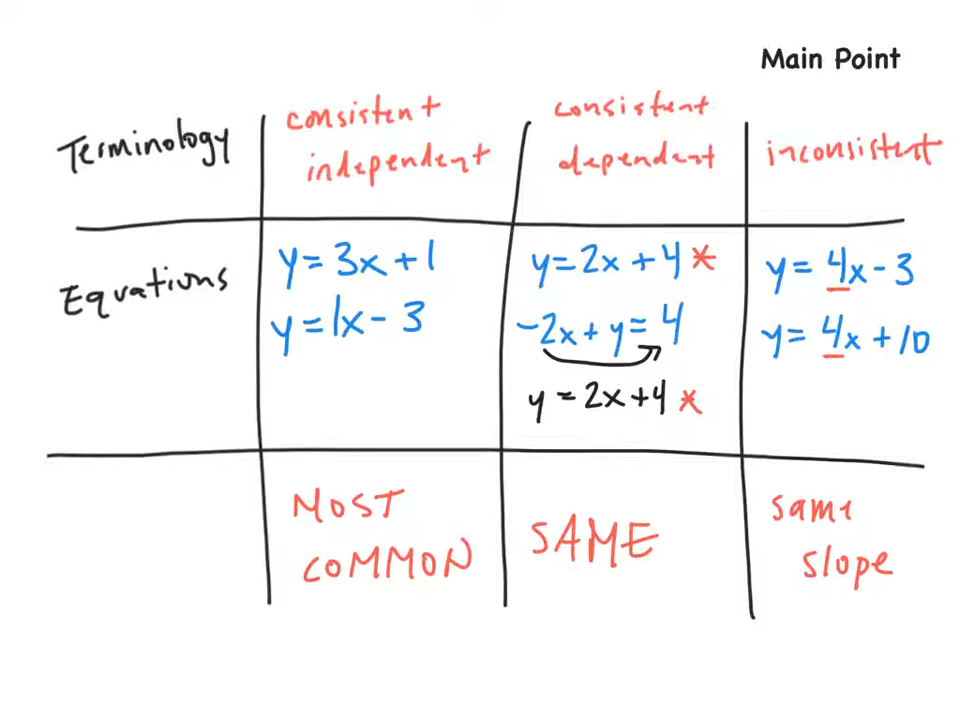 Main Point
Terminology
consistent
independent
consistent
dependent
inconsistent
Equations
y = 3x + 1
y = 1x - 3
y = 2x + 4 *
-2x + y = 4
y = 2x + 4 *
y = 4x - 3
y = 4x + 10
MOST
COMMON
SAME
same
slope